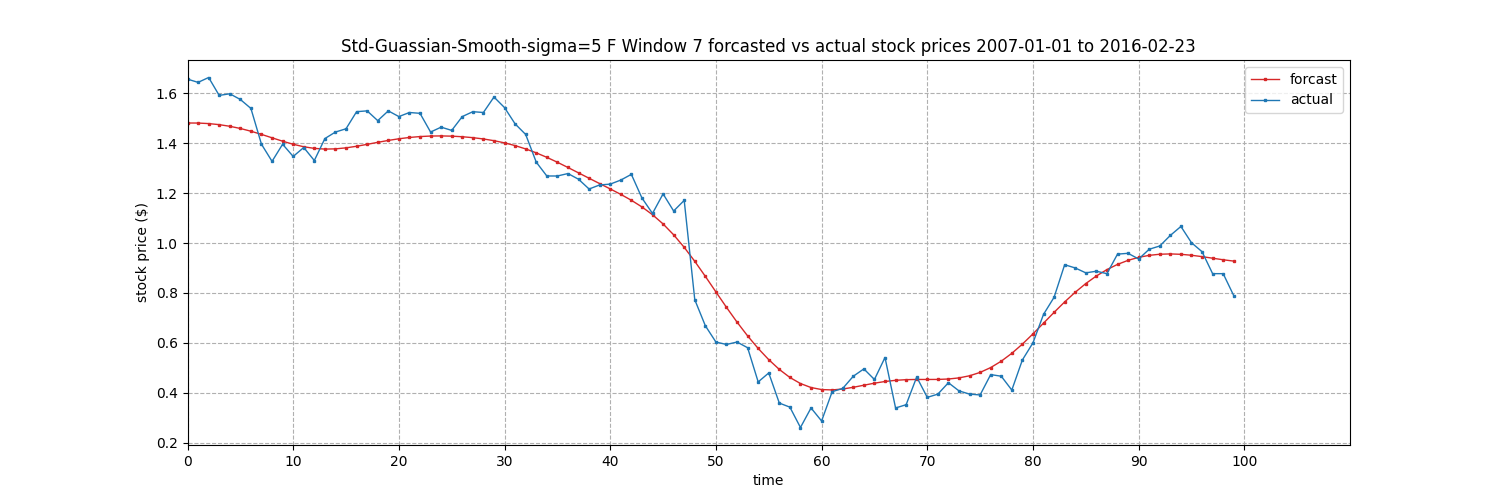 Std-Guassian-Smooth-sigma=5 F Window 7 forcasted vs actual stock prices 2007-01-01 to 2016-02-23
forcast
actual
stock price ($)
1.6
1.4
1.2
1.0
0.8
0.6
0.4
0.2
0 10 20 30 40 50 60 70 80 90 100
time